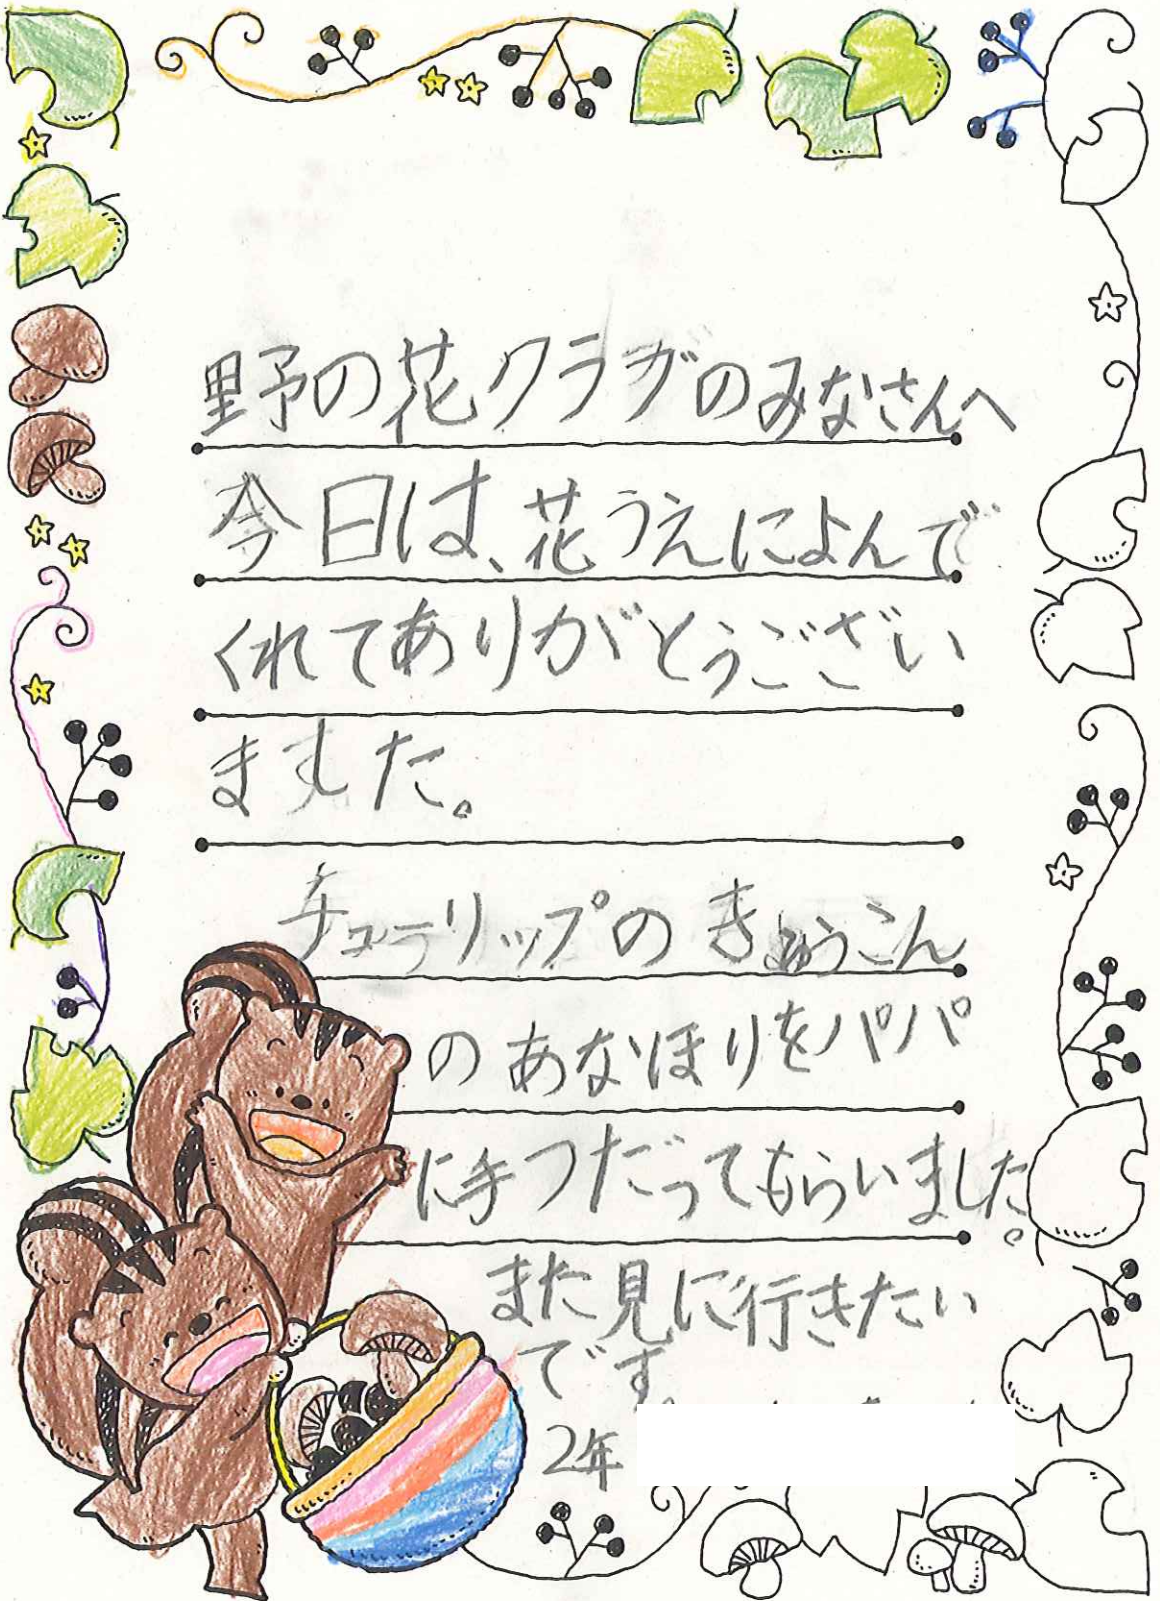 野の花クラブのみなさんへ
今日は、花うえによんで
くれてありがとうござい
ました。
チューリップのきゅうこん
のあなほりをパパ
に手つだってもらいました。
また見に行きたい
です。
2年